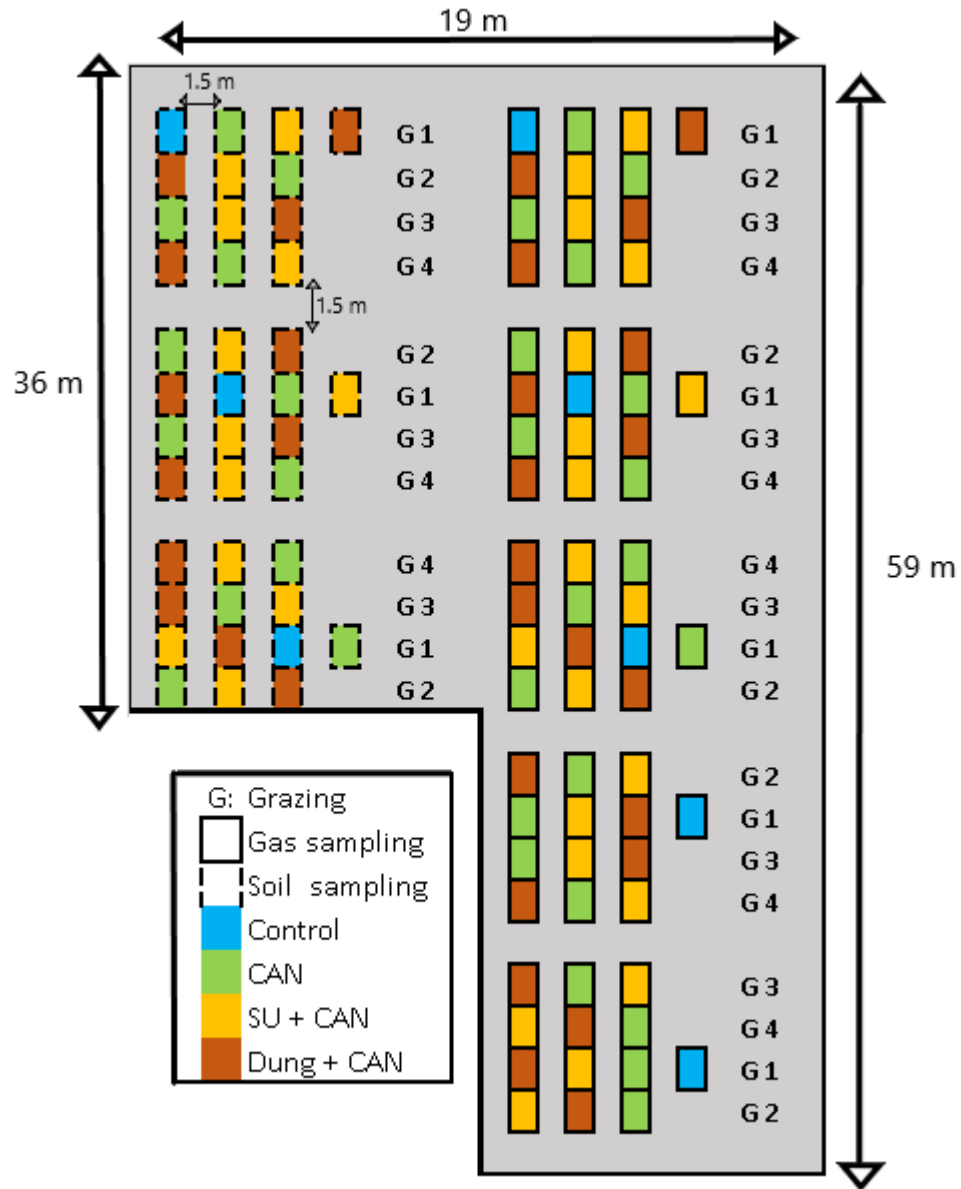 19 m
1.5 m
G 1 G 1
G 2 G 2
G 3 G 3
G 4 G 4
1.5 m
G 2 G 2
36 m
G 1 G 1
G 3 G 3
G 4 G 4
G 4 G 4
59 m
G 3 G 3
G 1 G 1
G 2 G 2
G 2
G: Grazing
G 1
Gas sampling
G 3
Soil sampling
G 4
Control
CAN
G 3
SU + CAN
G 4
Dung + CAN
G 1
G 2